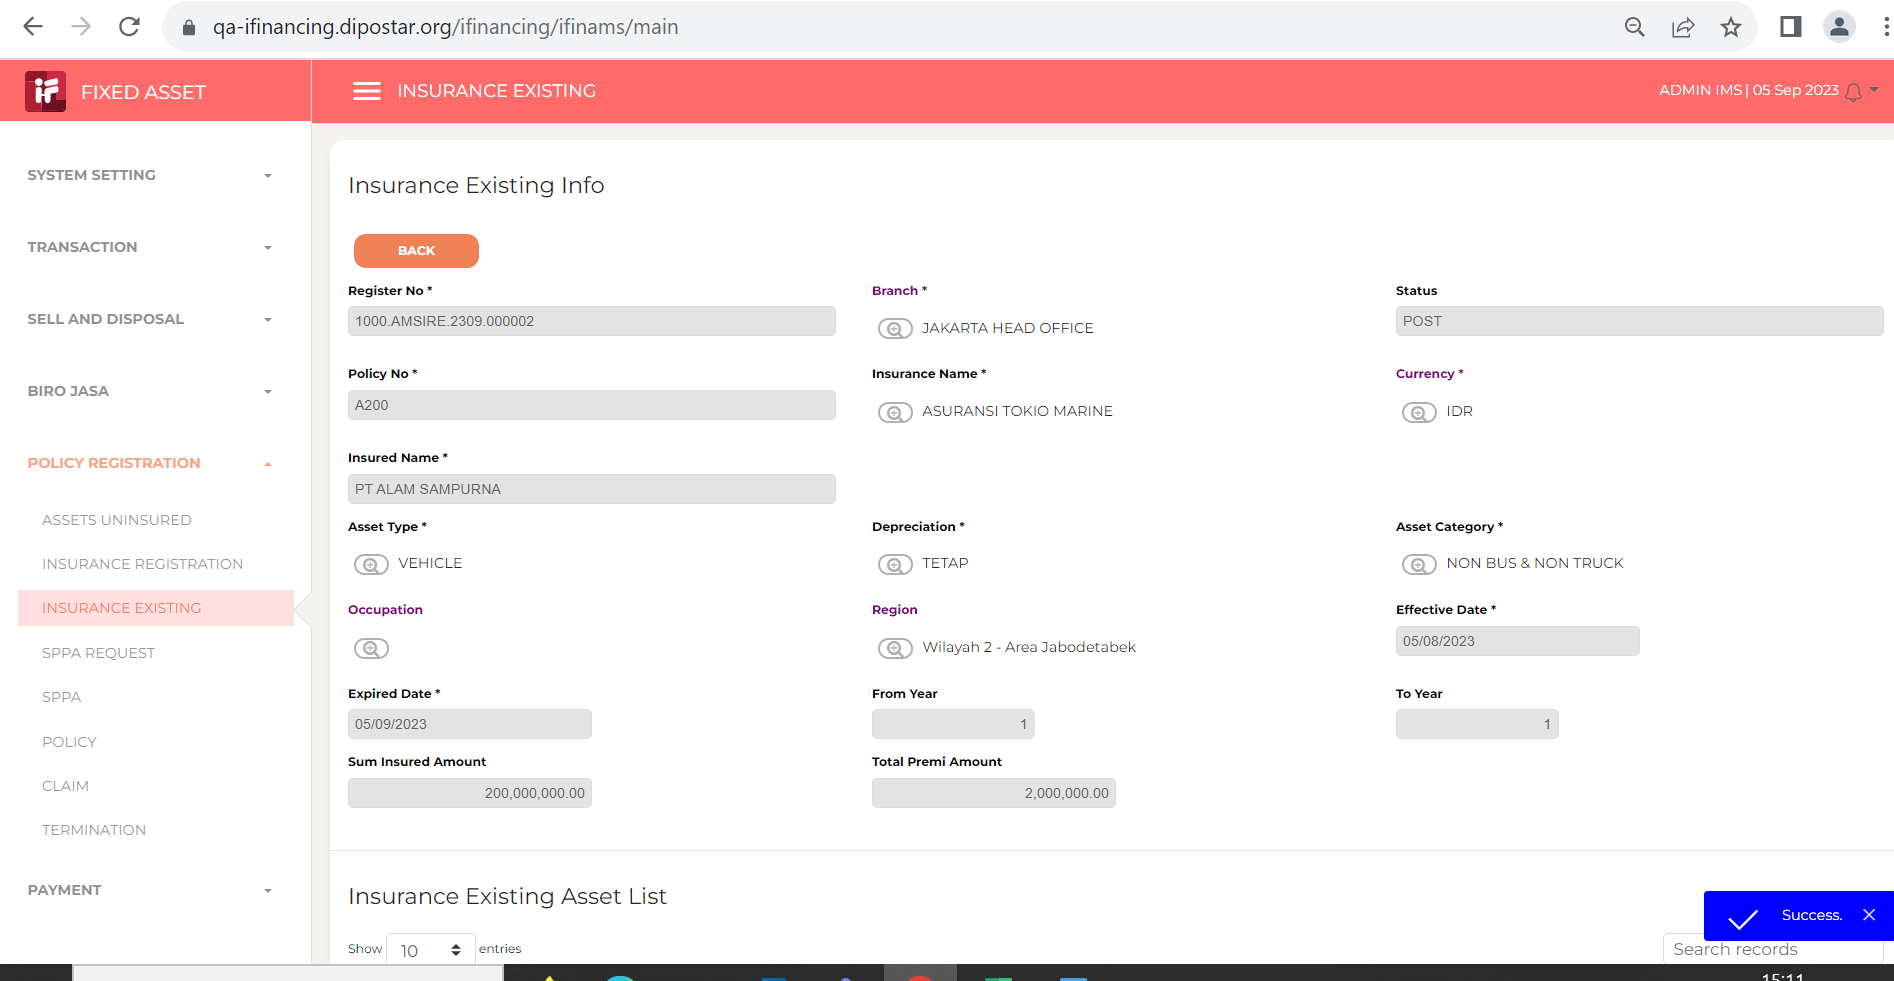 qa-ifinancing.dipostar.org/ifinancing/ifinams/main
iF FIXED ASSET
INSURANCE EXISTING
ADMIN IMS | 05 Sep 2023
SYSTEM SETTING
TRANSACTION
SELL AND DISPOSAL
BIRO JASA
POLICY REGISTRATION
ASSETS UNINSURED
INSURANCE REGISTRATION
INSURANCE EXISTING
SPPA REQUEST
SPPA
POLICY
CLAIM
TERMINATION
PAYMENT
Insurance Existing Info
BACK
Register No * Branch * Status
1000.AMSIRE.2309.000002 JAKARTA HEAD OFFICE POST
Policy No * Insurance Name * Currency *
A200 ASURANSI TOKIO MARINE IDR
Insured Name *
PT ALAM SAMPURNA
Asset Type * Depreciation * Asset Category *
VEHICLE TETAP NON BUS & NON TRUCK
Occupation Region Effective Date *
Wilayah 2 - Area Jabodetabek 05/08/2023
Expired Date * From Year To Year
05/09/2023 1 1
Sum Insured Amount Total Premi Amount
200,000,000.00 2,000,000.00
Insurance Existing Asset List
Success.
Show 10 entries
Search records
15:11